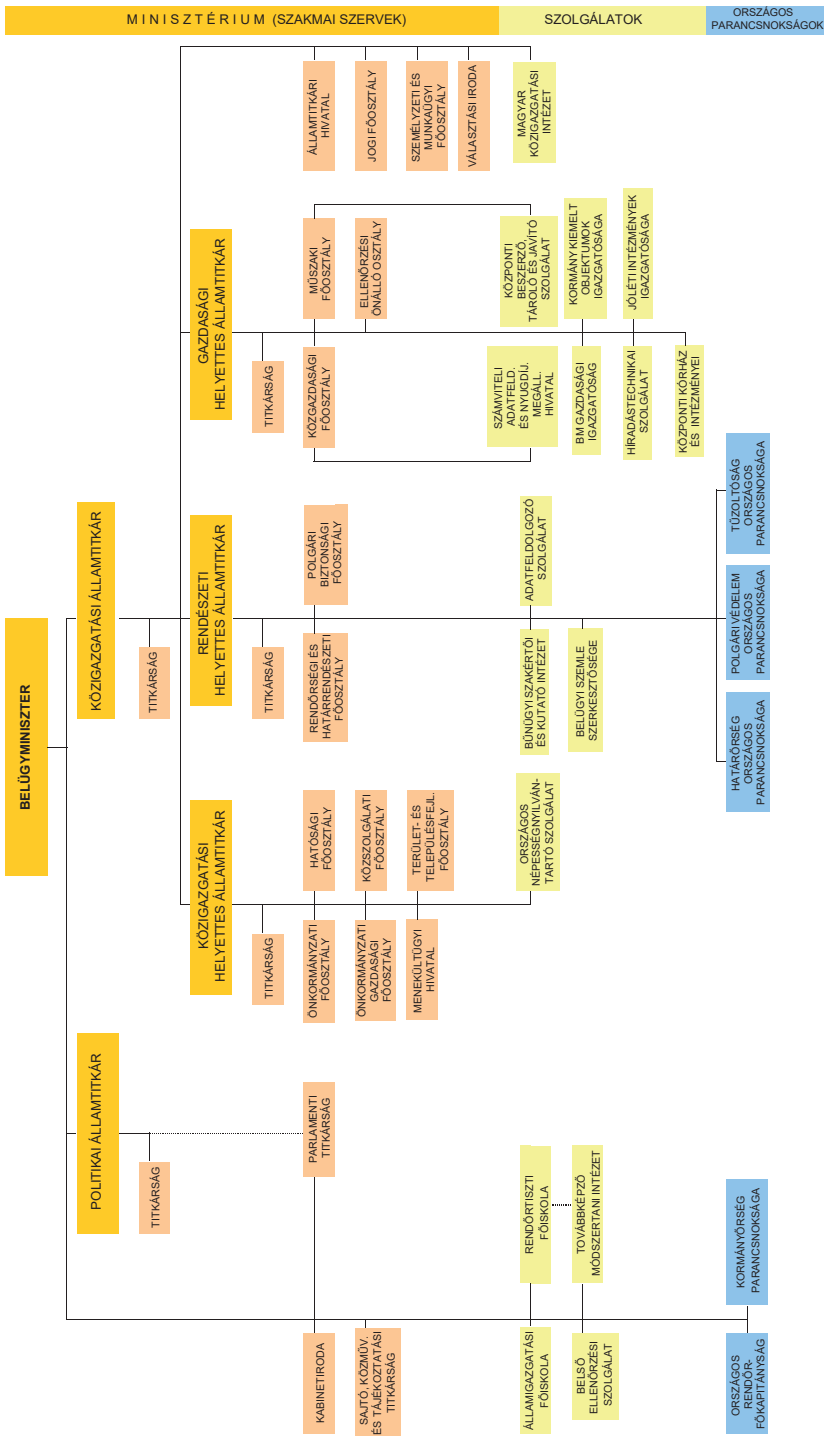 MINISZTÉRIUM (SZAKMAI SZERVEK)
SZOLGÁLATOK
ORSZÁGOS
PARANCSNOKSÁGOK
BELÜGYMINISZTER
POLITIKAI ÁLLAMTITKÁR
KÖZIGAZGATÁSI ÁLLAMTITKÁR
TITKÁRSÁG
TITKÁRSÁG
KÖZIGAZGATÁSI
HELYETTES ÁLLAMTITKÁR
RENDÉSZETI
HELYETTES ÁLLAMTITKÁR
GAZDASÁGI
HELYETTES ÁLLAMTITKÁR
TITKÁRSÁG
TITKÁRSÁG
TITKÁRSÁG
KABINETIRODA
PARLAMENTI
TITKÁRSÁG
ÖNKORMÁNYZATI
FŐOSZTÁLY
HATÓSÁGI
FŐOSZTÁLY
RENDŐRSÉGI ÉS
HATÁRRENDÉSZETI
FŐOSZTÁLY
POLGÁRI
BIZTONSÁGI
FŐOSZTÁLY
KÖZGAZDASÁGI
FŐOSZTÁLY
MŰSZAKI
FŐOSZTÁLY
ÁLLAMTITKÁRI
HIVATAL
SAJTÓ, KÖZMŰV.
ÉS TÁJÉKOZTATÁSI
TITKÁRSÁG
ÖNKORMÁNYZATI
GAZDASÁGI
FŐOSZTÁLY
KÖZSZOLGÁLATI
FŐOSZTÁLY
ELLENŐRZÉSI
ÖNÁLLÓ OSZTÁLY
JOGI FŐOSZTÁLY
MENEKÜLTÜGYI
HIVATAL
TERÜLET- ÉS
TELEPÜLÉSFEJL.
FŐOSZTÁLY
SZEMÉLYZETI ÉS
MUNKAÜGYI
FŐOSZTÁLY
VÁLASZTÁSI IRODA
ÁLLAMIGAZGATÁSI
FŐISKOLA
RENDŐRTISZTI
FŐISKOLA
ORSZÁGOS
NÉPESSÉGNYILVÁN-
TARTÓ SZOLGÁLAT
BŰNÜGYI SZAKÉRTŐI
ÉS KUTATÓ INTÉZET
ADATFELDOLGOZÓ
SZOLGÁLAT
SZÁMVITELI
ADATFELD.
ÉS NYUGDÍJ.
MEGÁLL.
HIVATAL
KÖZPONTI
BESZERZŐ,
TÁROLÓ ÉS JAVÍTÓ
SZOLGÁLAT
MAGYAR
KÖZIGAZGATÁSI
INTÉZET
BELSŐ
ELLENŐRZÉSI
SZOLGÁLAT
TOVÁBBKÉPZŐ
MÓDSZERTANI INTÉZET
BELÜGYI SZEMLE
SZERKESZTŐSÉGE
BM GAZDASÁGI
IGAZGATÓSÁG
KORMÁNY KIEMELT
OBJEKTUMOK
IGAZGATÓSÁGA
HÍRADÁSTECHNIKAI
SZOLGÁLAT
JÓLÉTI INTÉZMÉNYEK
IGAZGATÓSÁGA
KÖZPONTI KÓRHÁZ
ÉS INTÉZMÉNYEI
ORSZÁGOS
RENDŐR-
FŐKAPITÁNYSÁG
KORMÁNYŐRSÉG
PARANCSNOKSÁGA
HATÁRŐRSÉG
ORSZÁGOS
PARANCSNOKSÁGA
POLGÁRI VÉDELEM
ORSZÁGOS
PARANCSNOKSÁGA
TŰZOLTÓSÁG
ORSZÁGOS
PARANCSNOKSÁGA